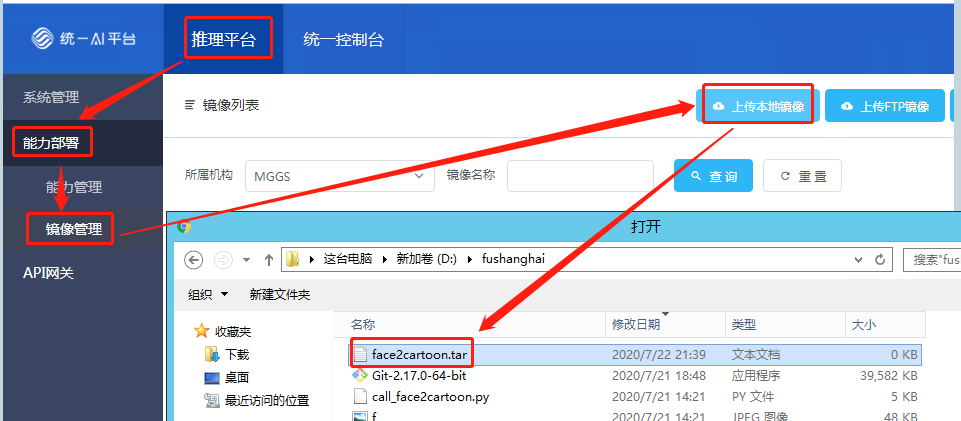 统一AI平台 推理平台 统一控制台
系统管理
镜像列表 上传本地镜像 上传FTP镜像
能力部署
能力管理
所属机构 MGGS 镜像名称 查询 重置
镜像管理
打开
API网关
这台电脑 新加卷 (D:) fushanghai 搜索"fus
组织 新建文件夹
收藏夹
下载
桌面
最近访问的位置
名称 修改日期 类型 大小
face2cartoon.tar 2020/7/22 21:39 文本文档 0 KB
Git-2.17.0-64-bit 2020/7/21 18:48 应用程序 39,582 KB
call_face2cartoon.py 2020/7/21 14:21 PY 文件 5 KB
f 2020/7/21 14:21 JPEG 图像 48 KB